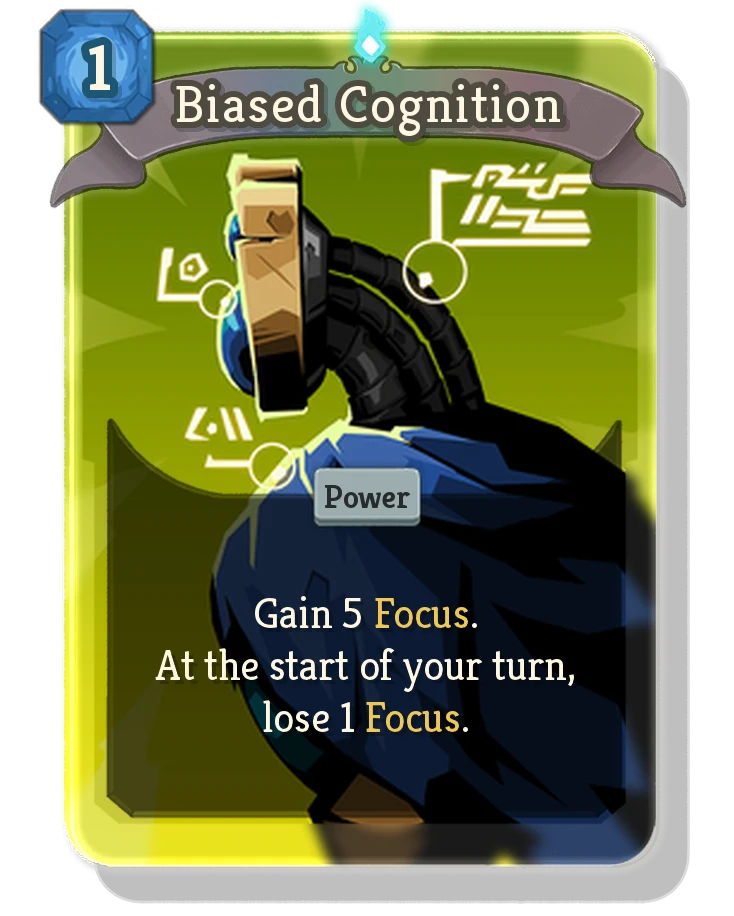 1
Biased Cognition
Power
Gain 5 Focus.
At the start of your turn,
lose 1 Focus.